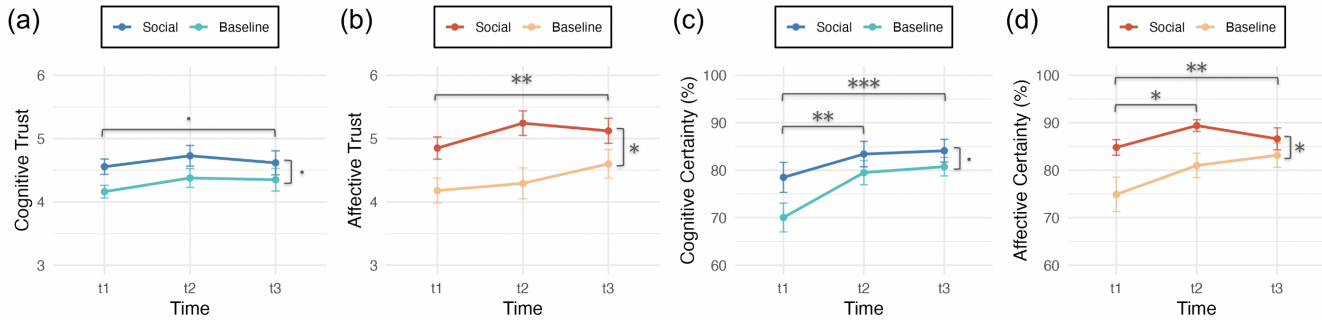 (a)
Social Baseline
6
5
4
3
Cognitive Trust
t1 t2 t3
Time
.
.
(b)
Social Baseline
6
5
4
3
Affective Trust
t1 t2 t3
Time
**
*
(c)
Social Baseline
100
90
80
70
60
Cognitive Certainty (%)
t1 t2 t3
Time
***
**
.
(d)
Social Baseline
100
90
80
70
60
Affective Certainty (%)
t1 t2 t3
Time
**
*
*